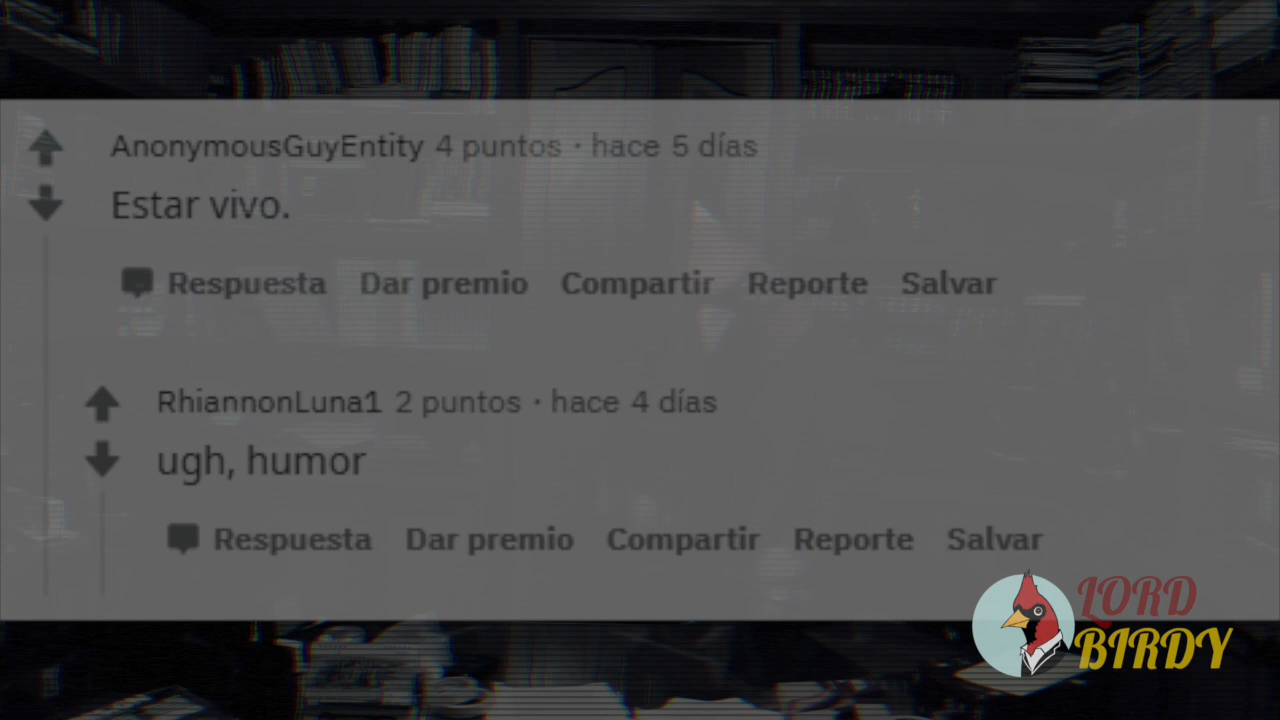 AnonymousGuyEntity 4 puntos · hace 5 días
Estar vivo.
Respuesta Dar premio Compartir Reporte Salvar
RhiannonLuna1 2 puntos · hace 4 días
ugh, humor
Respuesta Dar premio Compartir Reporte Salvar
LORD
BIRDY